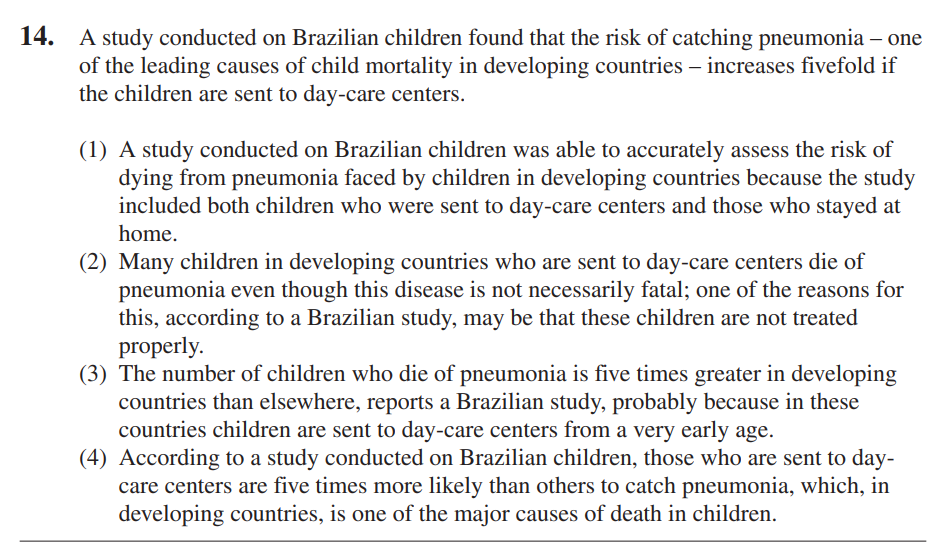 14. A study conducted on Brazilian children found that the risk of catching pneumonia – one
of the leading causes of child mortality in developing countries – increases fivefold if
the children are sent to day-care centers.
(1) A study conducted on Brazilian children was able to accurately assess the risk of
dying from pneumonia faced by children in developing countries because the study
included both children who were sent to day-care centers and those who stayed at
home.
(2) Many children in developing countries who are sent to day-care centers die of
pneumonia even though this disease is not necessarily fatal; one of the reasons for
this, according to a Brazilian study, may be that these children are not treated
properly.
(3) The number of children who die of pneumonia is five times greater in developing
countries than elsewhere, reports a Brazilian study, probably because in these
countries children are sent to day-care centers from a very early age.
(4) According to a study conducted on Brazilian children, those who are sent to day-
care centers are five times more likely than others to catch pneumonia, which, in
developing countries, is one of the major causes of death in children.